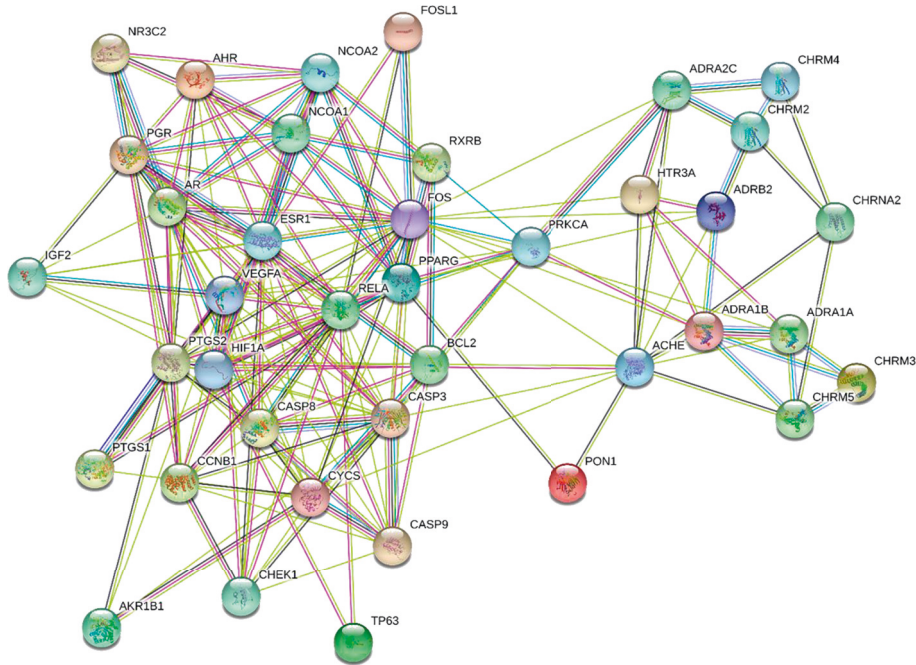 FOSL1
NR3C2
NCOA2
AHR
ADRA2C
CHRM4
NCOA1
CHRM2
PGR
RXRB
HTR3A
AR
ADRB2
FOS
CHRNA2
ESR1
PRKCA
IGF2
VEGFA
PPARG
RELA
ADRA1B
ADRA1A
PTGS2
HIF1A
BCL2
ACHE
CHRM3
CASP8
CASP3
CHRM5
PTGS1
CCNB1
CYCS
PON1
CASP9
CHEK1
AKR1B1
TP63